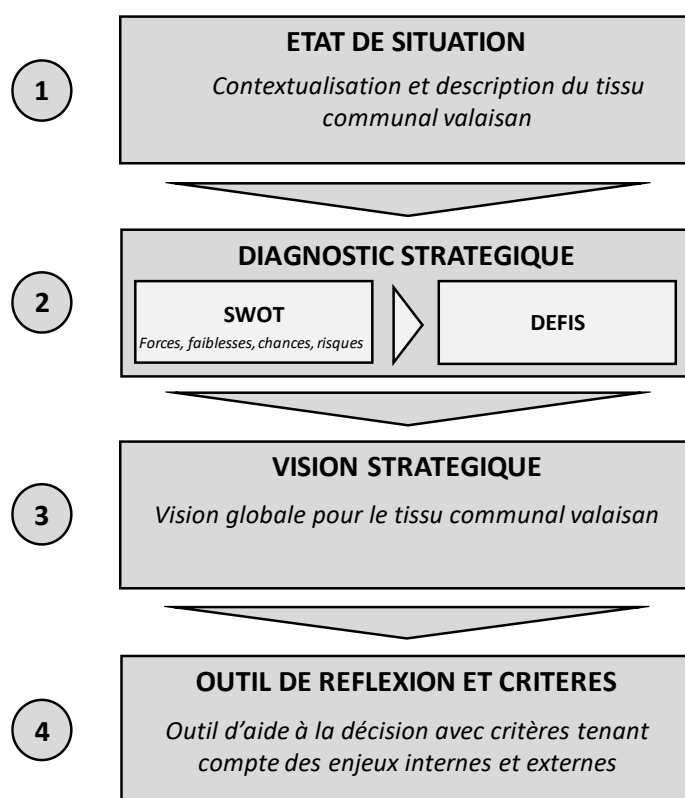 1
ETAT DE SITUATION
Contextualisation et description du tissu
communal valaisan
2
DIAGNOSTIC STRATEGIQUE
SWOT
Forces, faiblesses, chances, risques
DEFIS
3
VISION STRATEGIQUE
Vision globale pour le tissu communal valaisan
4
OUTIL DE REFLEXION ET CRITERES
Outil d’aide à la décision avec critères tenant
compte des enjeux internes et externes